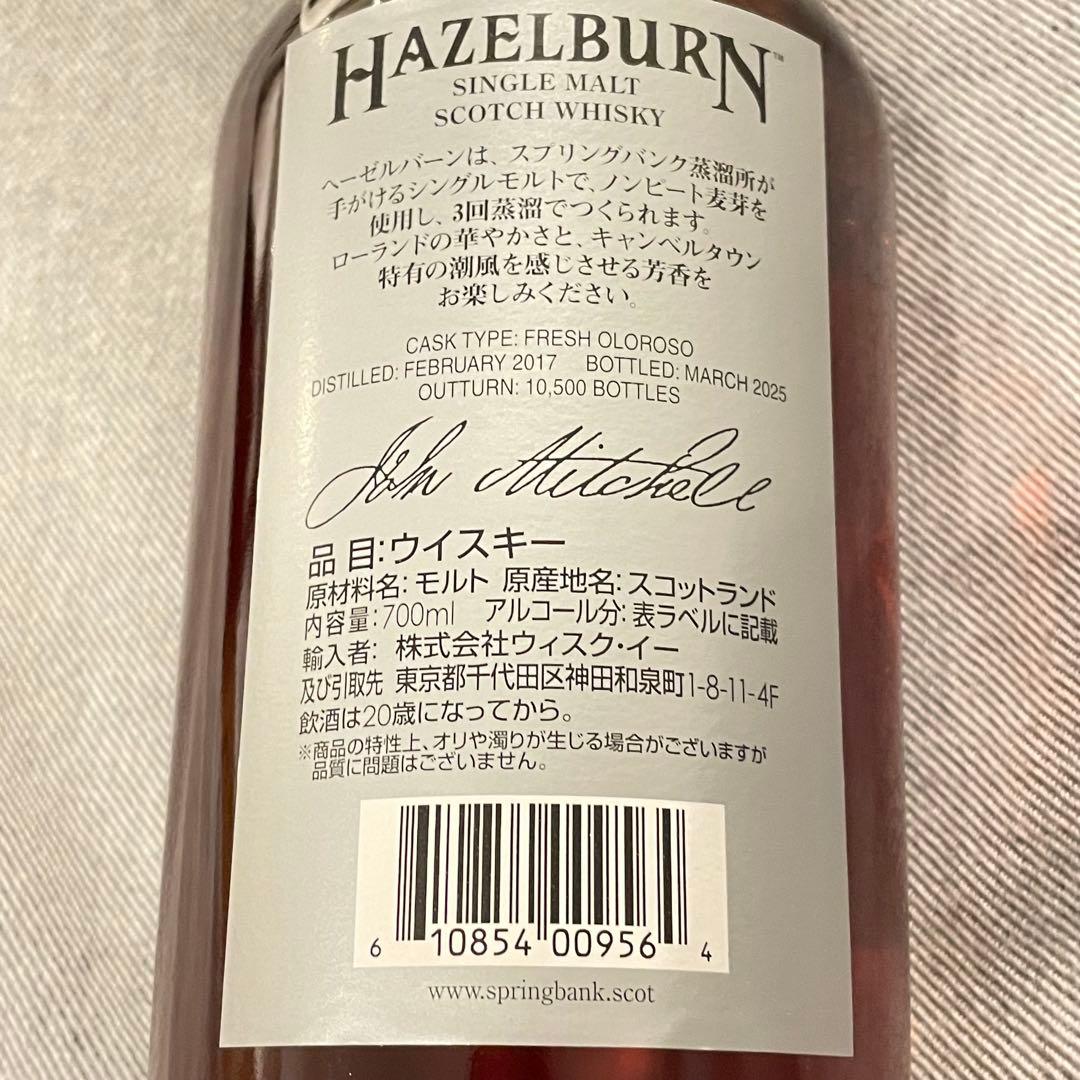 HAZELBURN™
SINGLE MALT
SCOTCH WHISKY
ヘーゼルバーンは、スプリングバンク蒸溜所が
手がけるシングルモルトで、ノンピート麦芽を
使用し、3回蒸溜でつくられます。
ローランドの華やかさと、キャンベルタウン
特有の潮風を感じさせる芳香を
お楽しみください。
CASK TYPE: FRESH OLOROSO
DISTILLED: FEBRUARY 2017 BOTTLED: MARCH 2025
OUTTURN: 10,500 BOTTLES
John Mitchell
品 目:ウイスキー
原材料名: モルト 原産地名: スコットランド
内容量:700ml アルコール分: 表ラベルに記載
輸入者: 株式会社ウィスク・イー
及び引取先 東京都千代田区神田和泉町1-8-11-4F
飲酒は20歳になってから。
※商品の特性上、オリや濁りが生じる場合がございますが
品質に問題はございません。
6 10854 00956 4
www.springbank.scot